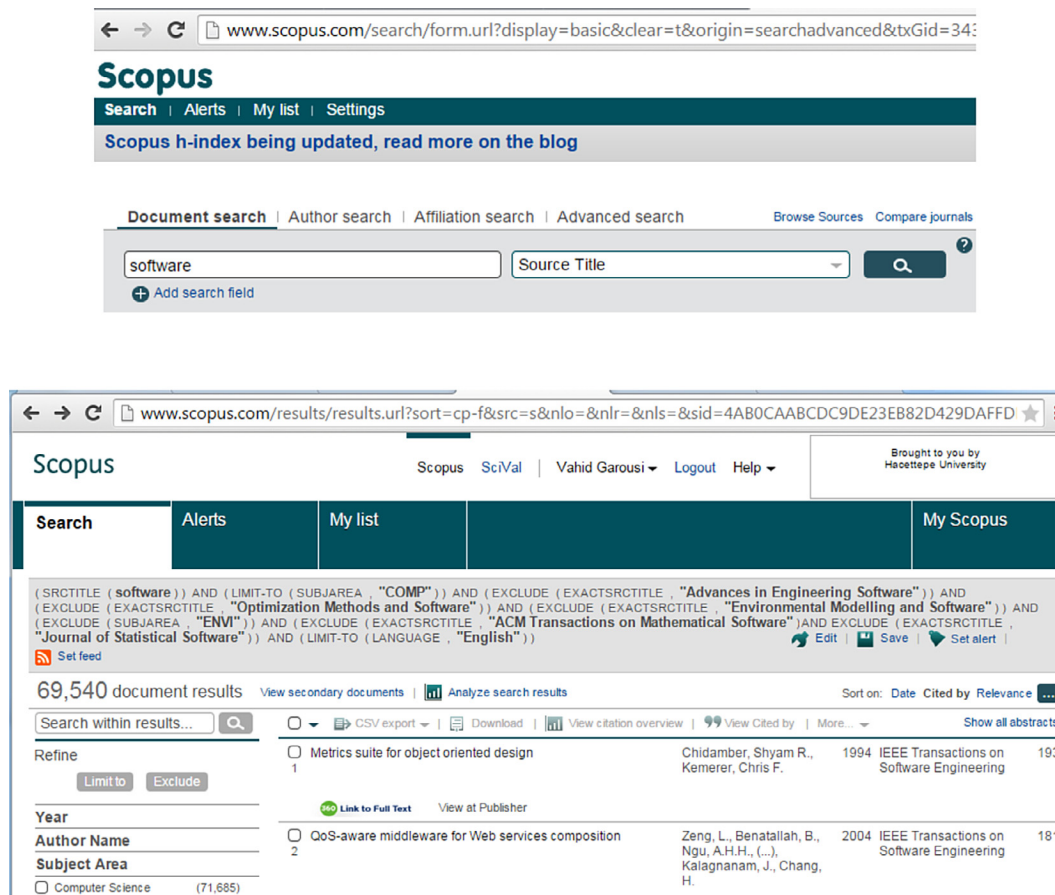 www.scopus.com/search/form.url?display=basic&clear=t&origin=searchadvanced&txGid=343
Scopus
Search | Alerts | My list | Settings
Scopus h-index being updated, read more on the blog
Document search | Author search | Affiliation search | Advanced search Browse Sources Compare journals
software Source Title
Add search field
www.scopus.com/results/results.url?sort=cp-f&src=s&nlo=&nlr=&nls=&sid=4AB0CAABCDC9DE23EB82D429DAFFD
Scopus Scopus SciVal | Vahid Garousi Logout Help Brought to you by
Hacettepe University
Search Alerts My list My Scopus
( SRCTITLE ( software ) ) AND ( LIMIT-TO ( SUBJAREA , "COMP" ) ) AND ( EXCLUDE ( EXACTSRCTITLE , "Advances in Engineering Software" ) ) AND
( EXCLUDE ( EXACTSRCTITLE , "Optimization Methods and Software" ) ) AND ( EXCLUDE ( EXACTSRCTITLE , "Environmental Modelling and Software" ) ) AND
( EXCLUDE ( SUBJAREA , "ENVI" ) ) AND ( EXCLUDE ( EXACTSRCTITLE , "ACM Transactions on Mathematical Software" )AND EXCLUDE ( EXACTSRCTITLE ,
"Journal of Statistical Software" ) ) AND ( LIMIT-TO ( LANGUAGE , "English" ) ) Edit | Save | Set alert |
Set feed
69,540 document results View secondary documents | Analyze search results Sort on: Date Cited by Relevance ...
Search within results... CSV export | Download | View citation overview | View Cited by | More... Show all abstracts
Refine Metrics suite for object oriented design Chidamber, Shyam R., 1994 IEEE Transactions on 193
1 Kemerer, Chris F. Software Engineering
Limit to Exclude
360 Link to Full Text View at Publisher
Year
Author Name QoS-aware middleware for Web services composition Zeng, L., Benatallah, B., 2004 IEEE Transactions on 181
2 Ngu, A.H.H., (...), Software Engineering
Subject Area Kalagnanam, J., Chang,
Computer Science (71,685) H.